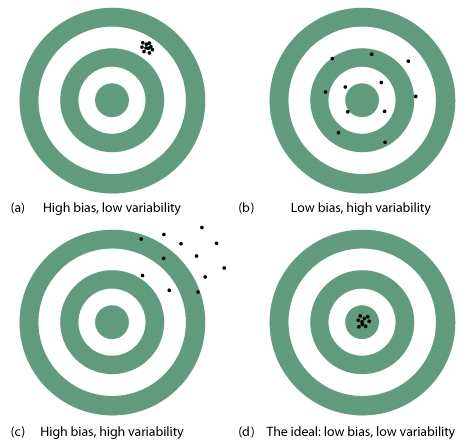 (a) High bias, low variability
(b) Low bias, high variability
(c) High bias, high variability
(d) The ideal: low bias, low variability